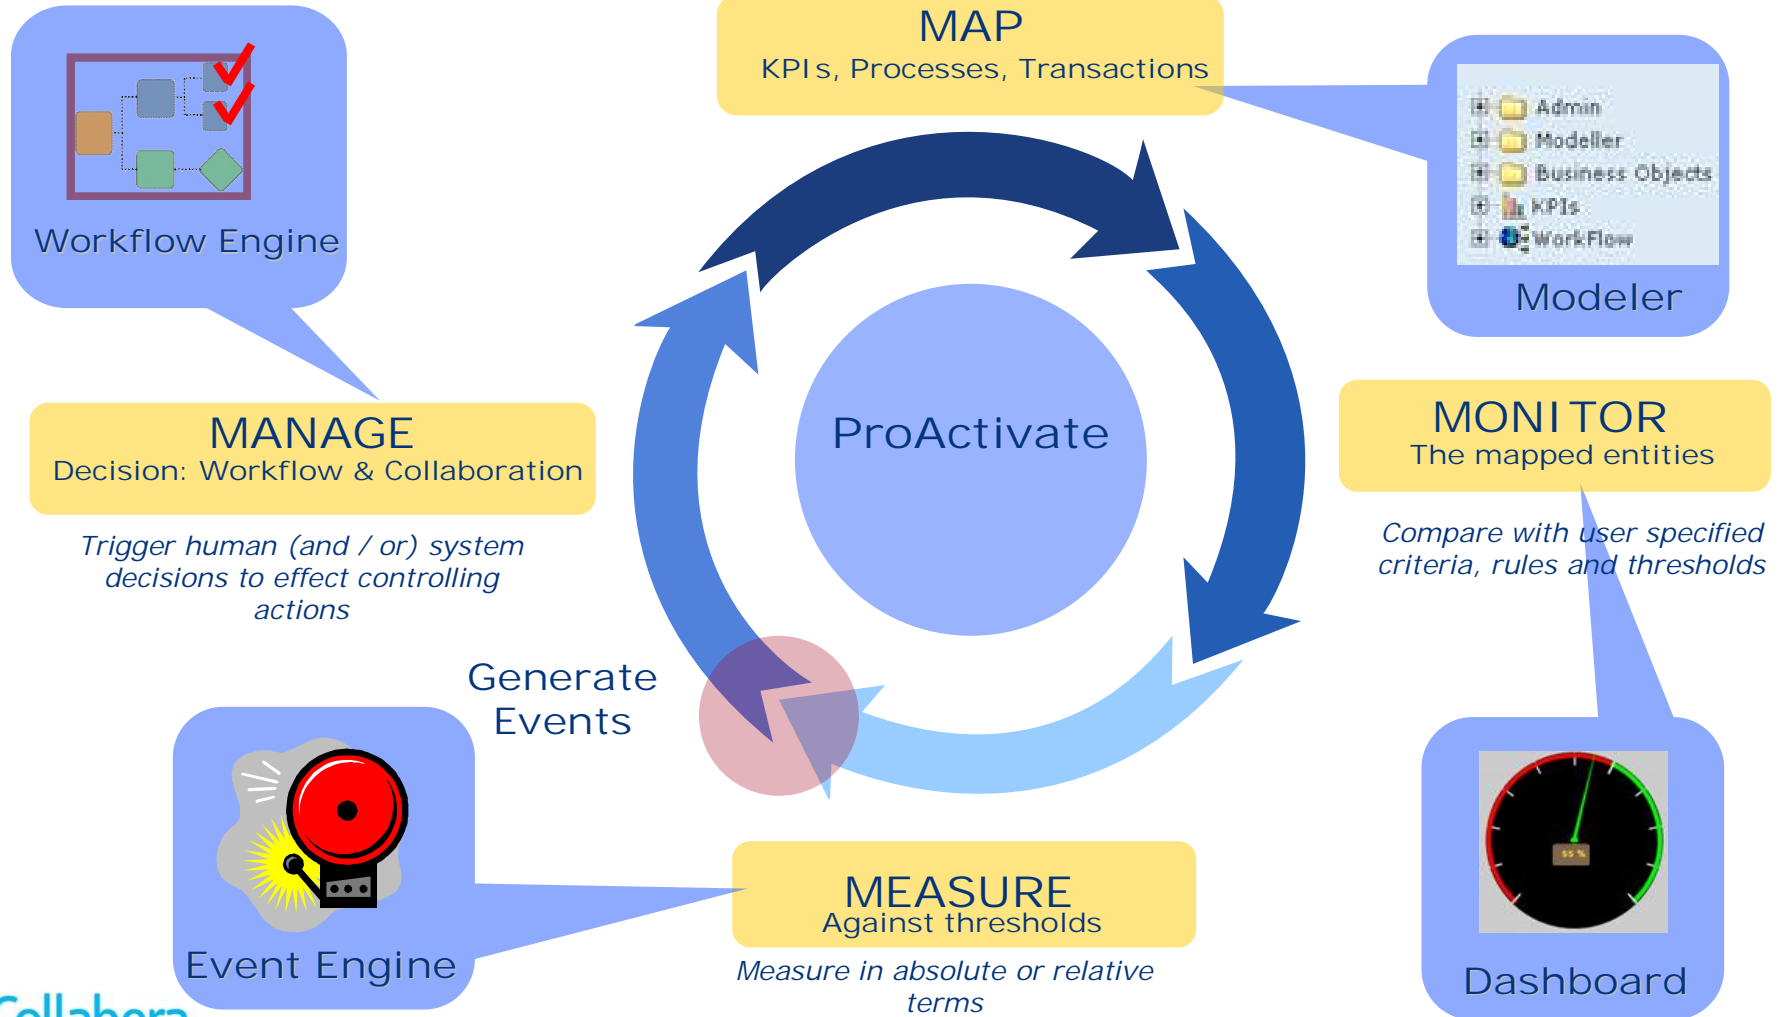 MAP
KPIs, Processes, Transactions
Admin
Modeller
Business Objects
KPIs
WorkFlow
Modeler
Workflow Engine
MANAGE
Decision: Workflow & Collaboration
Trigger human (and / or) system
decisions to effect controlling
actions
ProActivate
MONITOR
The mapped entities
Compare with user specified
criteria, rules and thresholds
Generate
Events
Event Engine
MEASURE
Against thresholds
Measure in absolute or relative
terms
55 %
Dashboard
Collabera